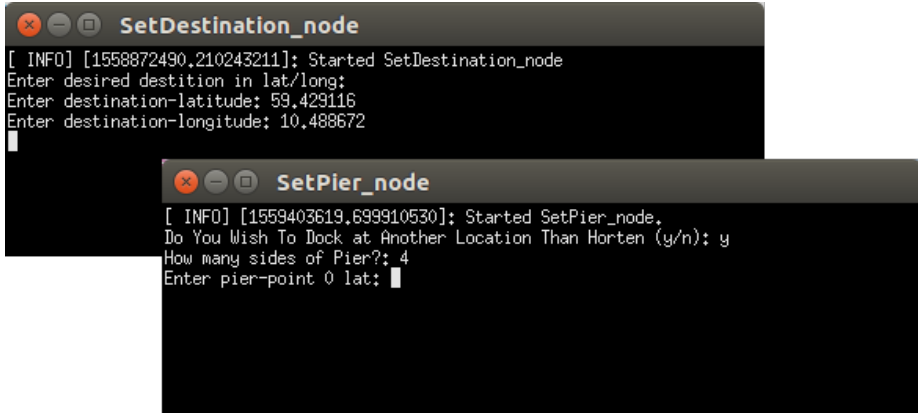 SetDestination_node
[ INFO] [1558872490.210243211]: Started SetDestination_node
Enter desired destition in lat/long:
Enter destination-latitude: 59.429116
Enter destination-longitude: 10.488672
SetPier_node
[ INFO] [1559403619.699910530]: Started SetPier_node.
Do You Wish To Dock at Another Location Than Horten (y/n): y
How many sides of Pier?: 4
Enter pier-point 0 lat: